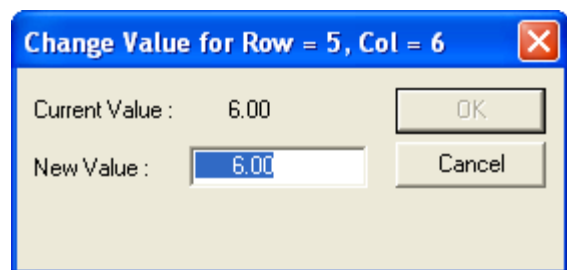 Change Value for Row = 5, Col = 6
Current Value : 6.00 OK
New Value : 6.00 Cancel